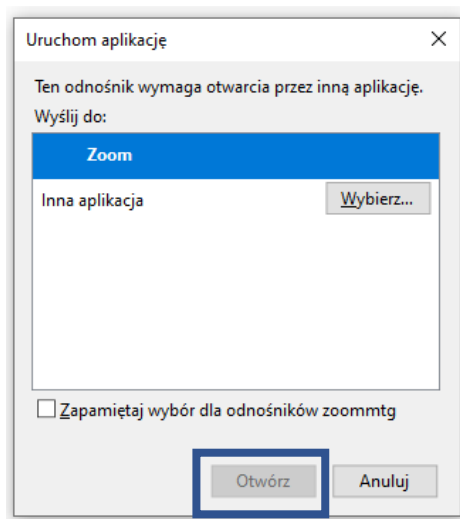 Uruchom aplikację
Ten odnośnik wymaga otwarcia przez inną aplikację.
Wyślij do:
Zoom
Inna aplikacja
Wybierz...
Zapamiętaj wybór dla odnośników zoommtg
Otwórz
Anuluj